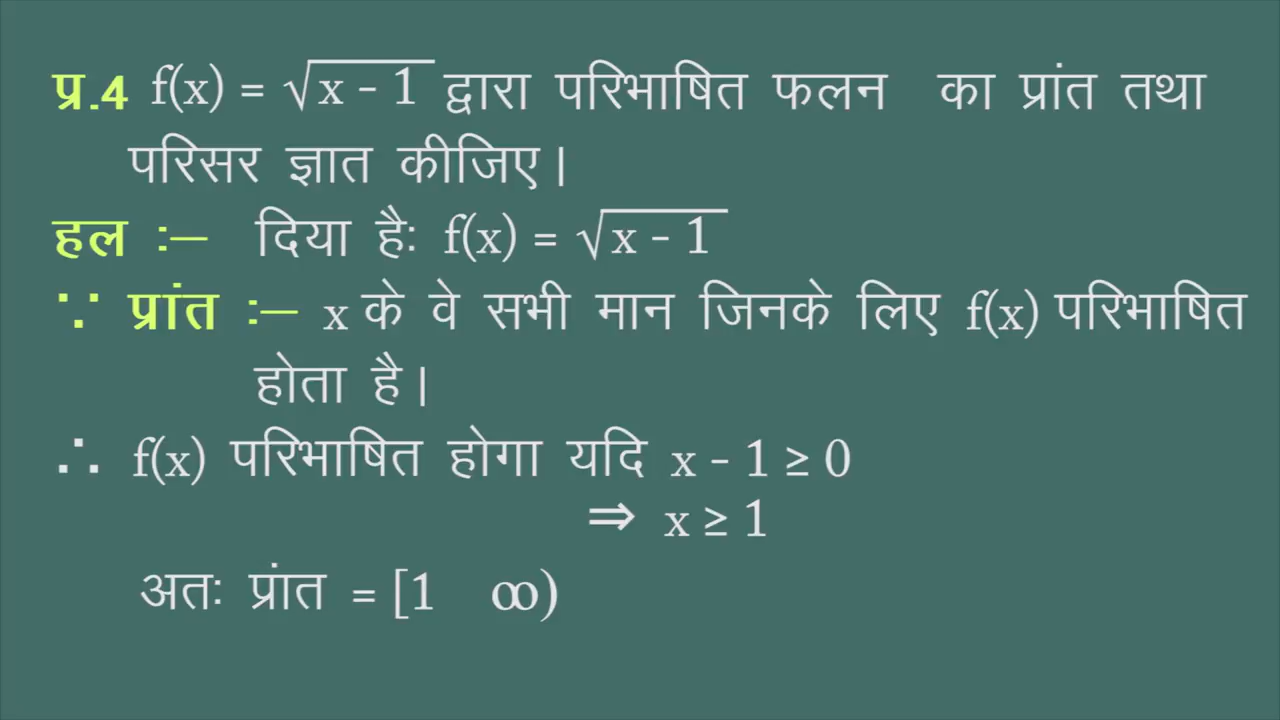 प्र.4 f(x) = √x - 1 द्वारा परिभाषित फलन का प्रांत तथा
परिसर ज्ञात कीजिए।
हल :– दिया है: f(x) = √x - 1
∵ प्रांत :– x के वे सभी मान जिनके लिए f(x) परिभाषित
होता है।
∴ f(x) परिभाषित होगा यदि x - 1 ≥ 0
⇒ x ≥ 1
अतः प्रांत = [1 ∞)